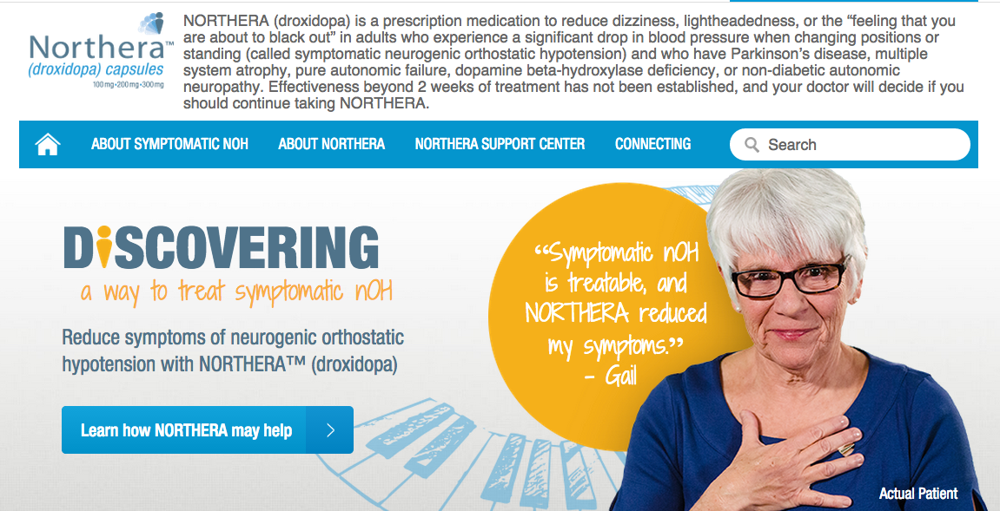 Northera™
(droxidopa) capsules
100mg•200mg•300mg
NORTHERA (droxidopa) is a prescription medication to reduce dizziness, lightheadedness, or the “feeling that you
are about to black out” in adults who experience a significant drop in blood pressure when changing positions or
standing (called symptomatic neurogenic orthostatic hypotension) and who have Parkinson’s disease, multiple
system atrophy, pure autonomic failure, dopamine beta-hydroxylase deficiency, or non-diabetic autonomic
neuropathy. Effectiveness beyond 2 weeks of treatment has not been established, and your doctor will decide if you
should continue taking NORTHERA.
ABOUT SYMPTOMATIC NOH ABOUT NORTHERA NORTHERA SUPPORT CENTER CONNECTING Search
DiSCOVERING
a way to treat symptomatic nOH
Reduce symptoms of neurogenic orthostatic
hypotension with NORTHERA™ (droxidopa)
Learn how NORTHERA may help
“Symptomatic nOH
is treatable, and
NORTHERA reduced
my symptoms.”
– Gail
Actual Patient